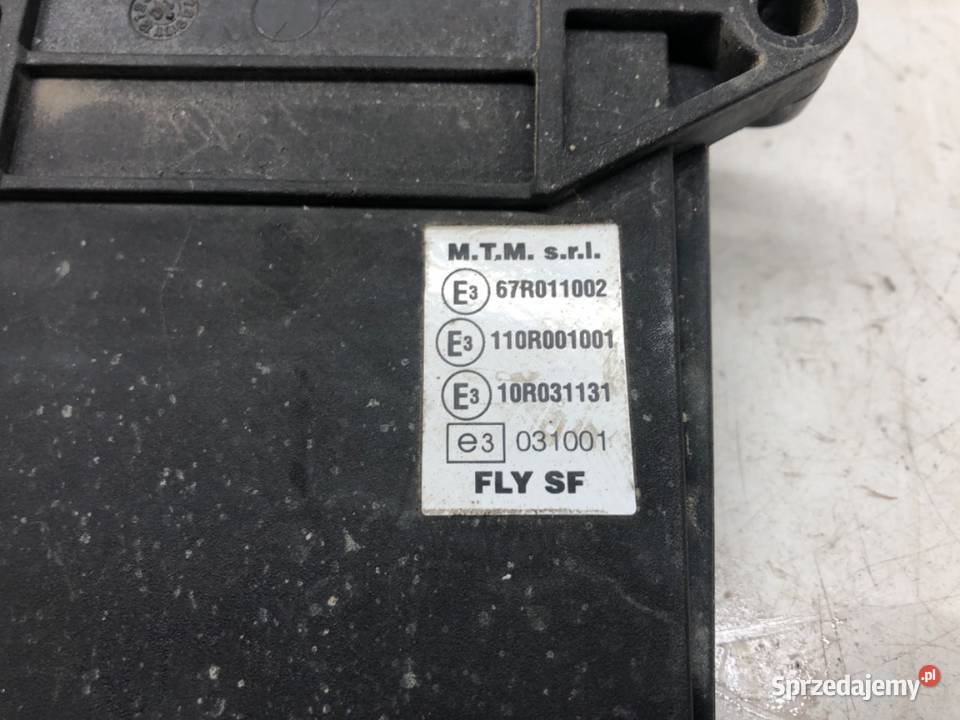 M.T.M. s.r.l.
E3 67R011002
E3 110R001001
E3 10R031131
e3 031001
FLY SF
Sprzedajemy.pl